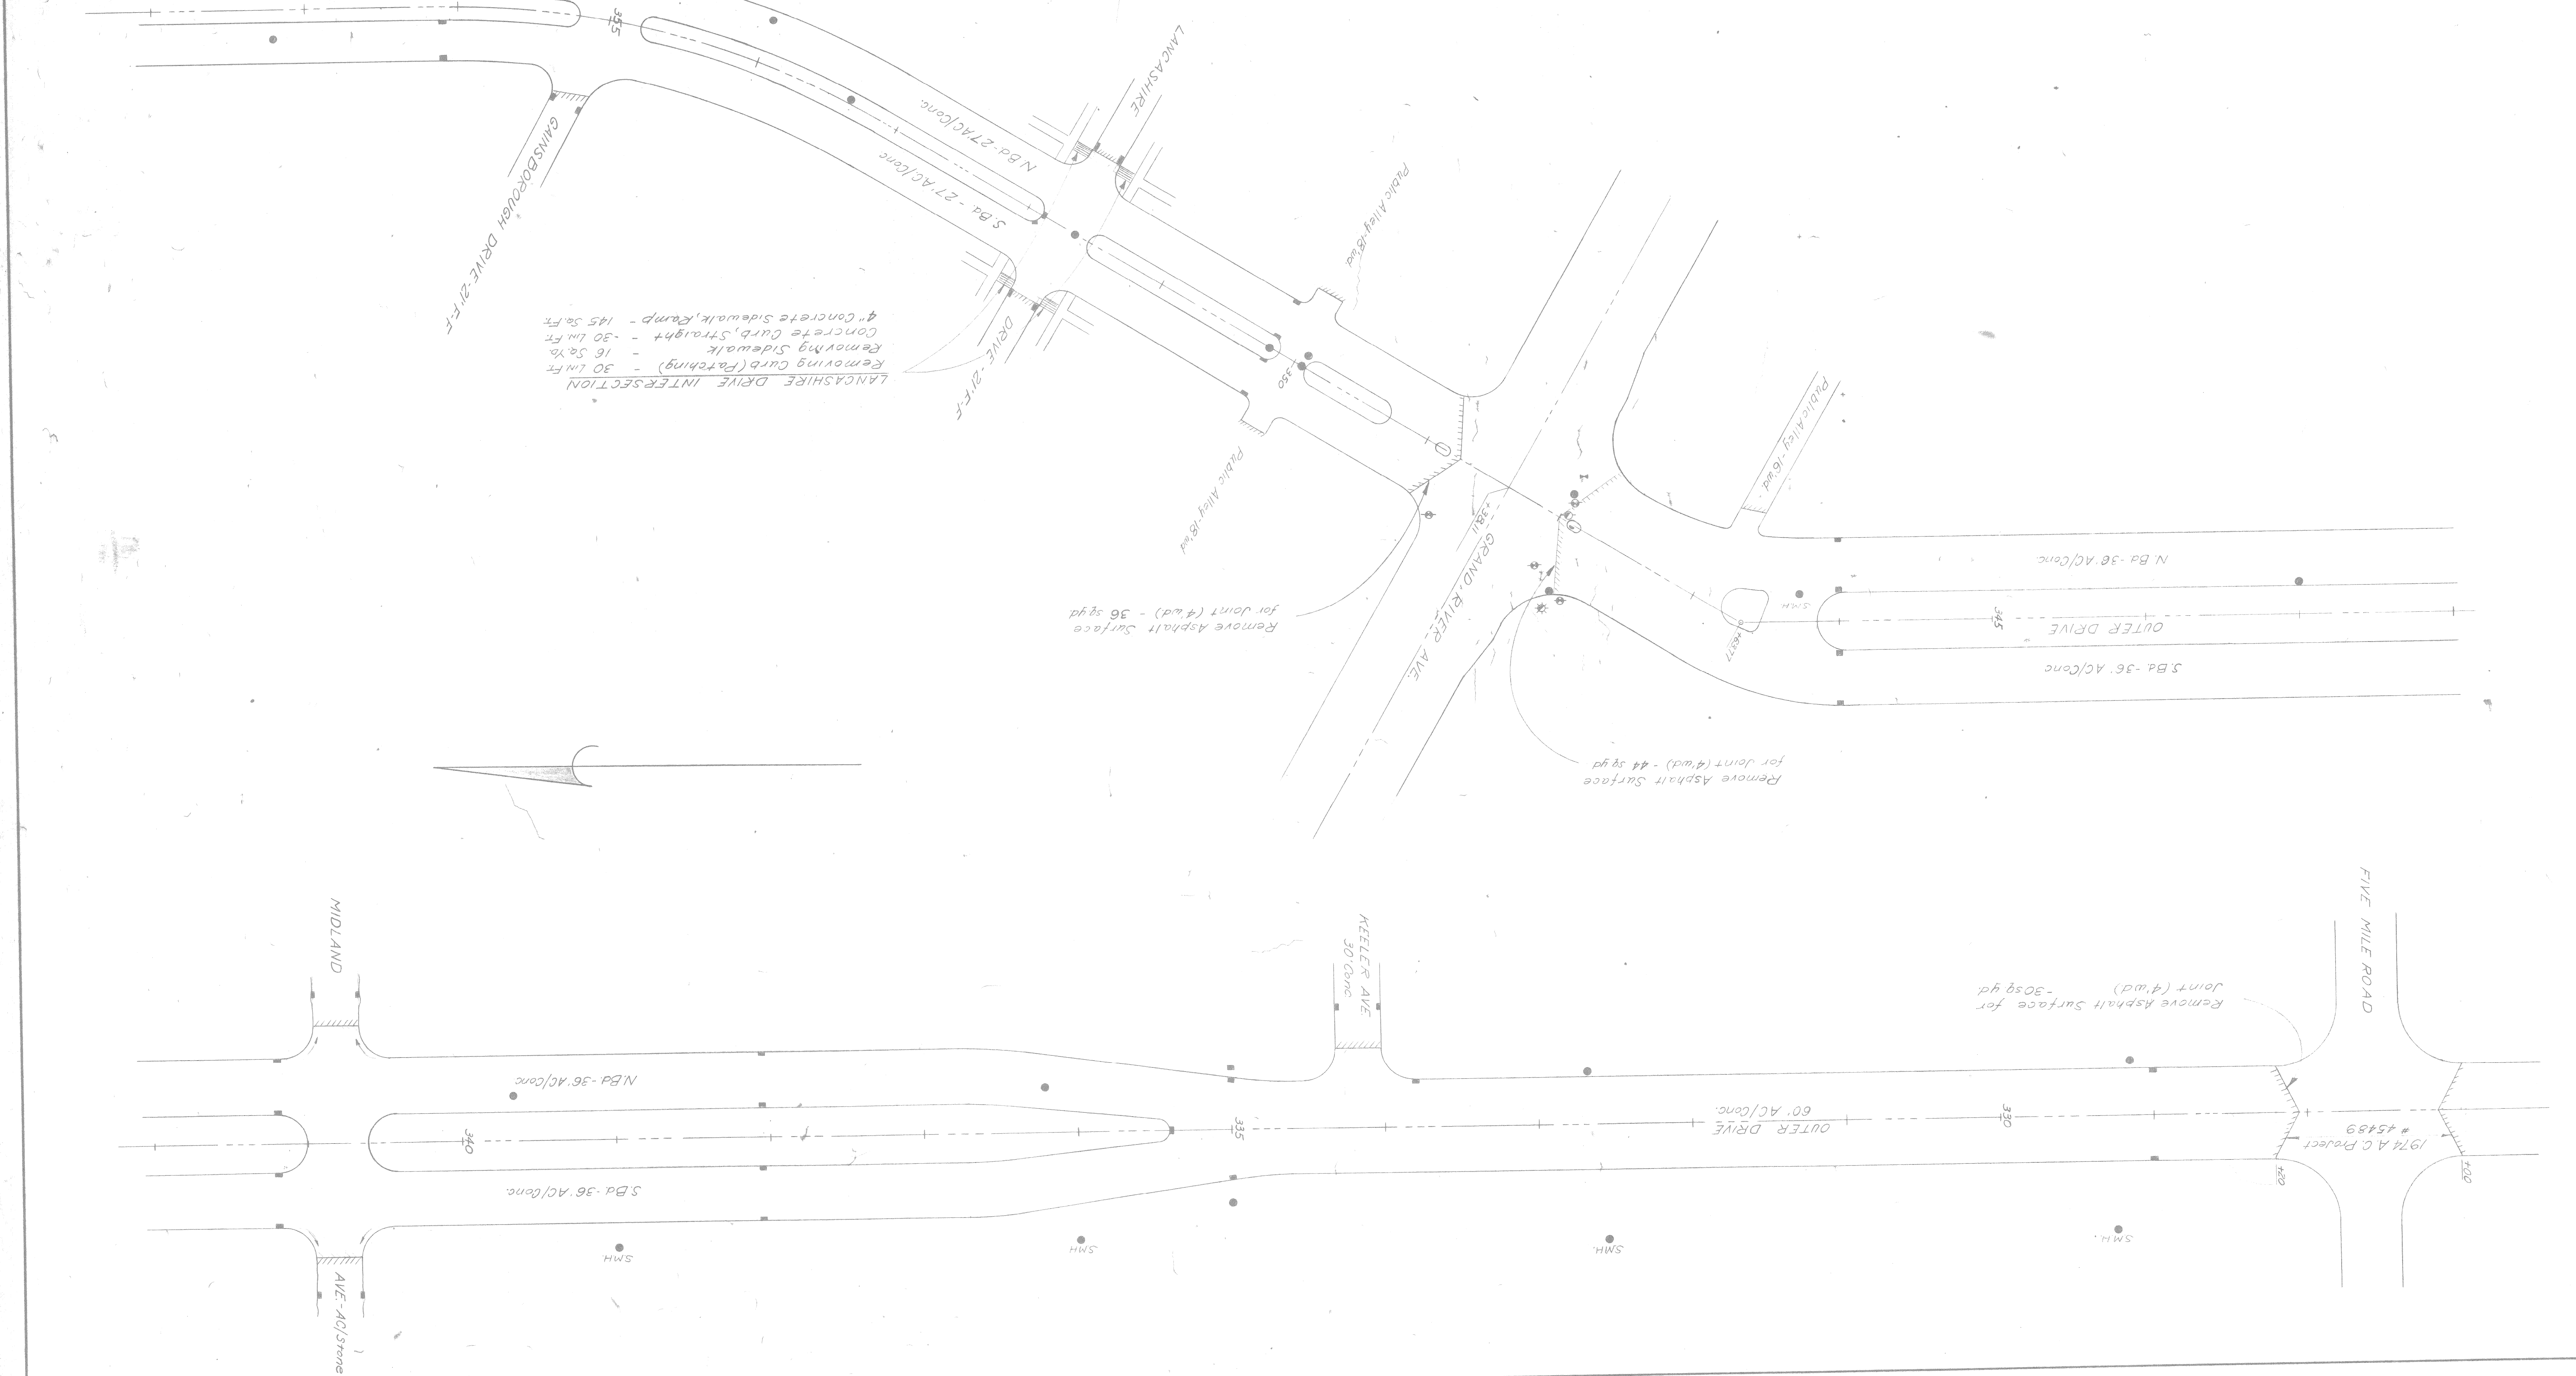 FIVE MILE ROAD
1974 A.C. Project
# 45489
+00
+20
Remove Asphalt Surface for
Joint (4'wd) -30 sq yd
330
OUTER DRIVE
60' AC/Conc.
SMH.
SMH.
SMH
SMH
KEELER AVE.
30' Conc
335
S.Bd.-36' AC/Conc.
N.Bd.-36' AC/Conc
340
MIDLAND
AVE.-AC/Stone
S.Bd.-36' AC/Conc
OUTER DRIVE
345
N.Bd.-36' AC/Conc.
SMH
+63.77
Remove Asphalt Surface
for Joint (4'wd) - 44 sq yd
Public Alley-16'wd.
GRAND RIVER AVE.
+38.11
Remove Asphalt Surface
for Joint (4'wd) - 36 sq yd
Public Alley-18'wd
Public Alley-18'wd.
350
LANCASHIRE
DRIVE-21' F-F
LANCASHIRE DRIVE INTERSECTION
Removing Curb (Patching) - 30 Lin Ft
Removing Sidewalk - 16 Sq.Yd.
Concrete Curb, Straight - 30 Lin Ft.
4" Concrete Sidewalk, Ramp - 145 Sq.Ft.
S.Bd.-27' AC/Conc
N.Bd.-27' AC/Conc.
GAINSBOROUGH DRIVE-21' F-F
355